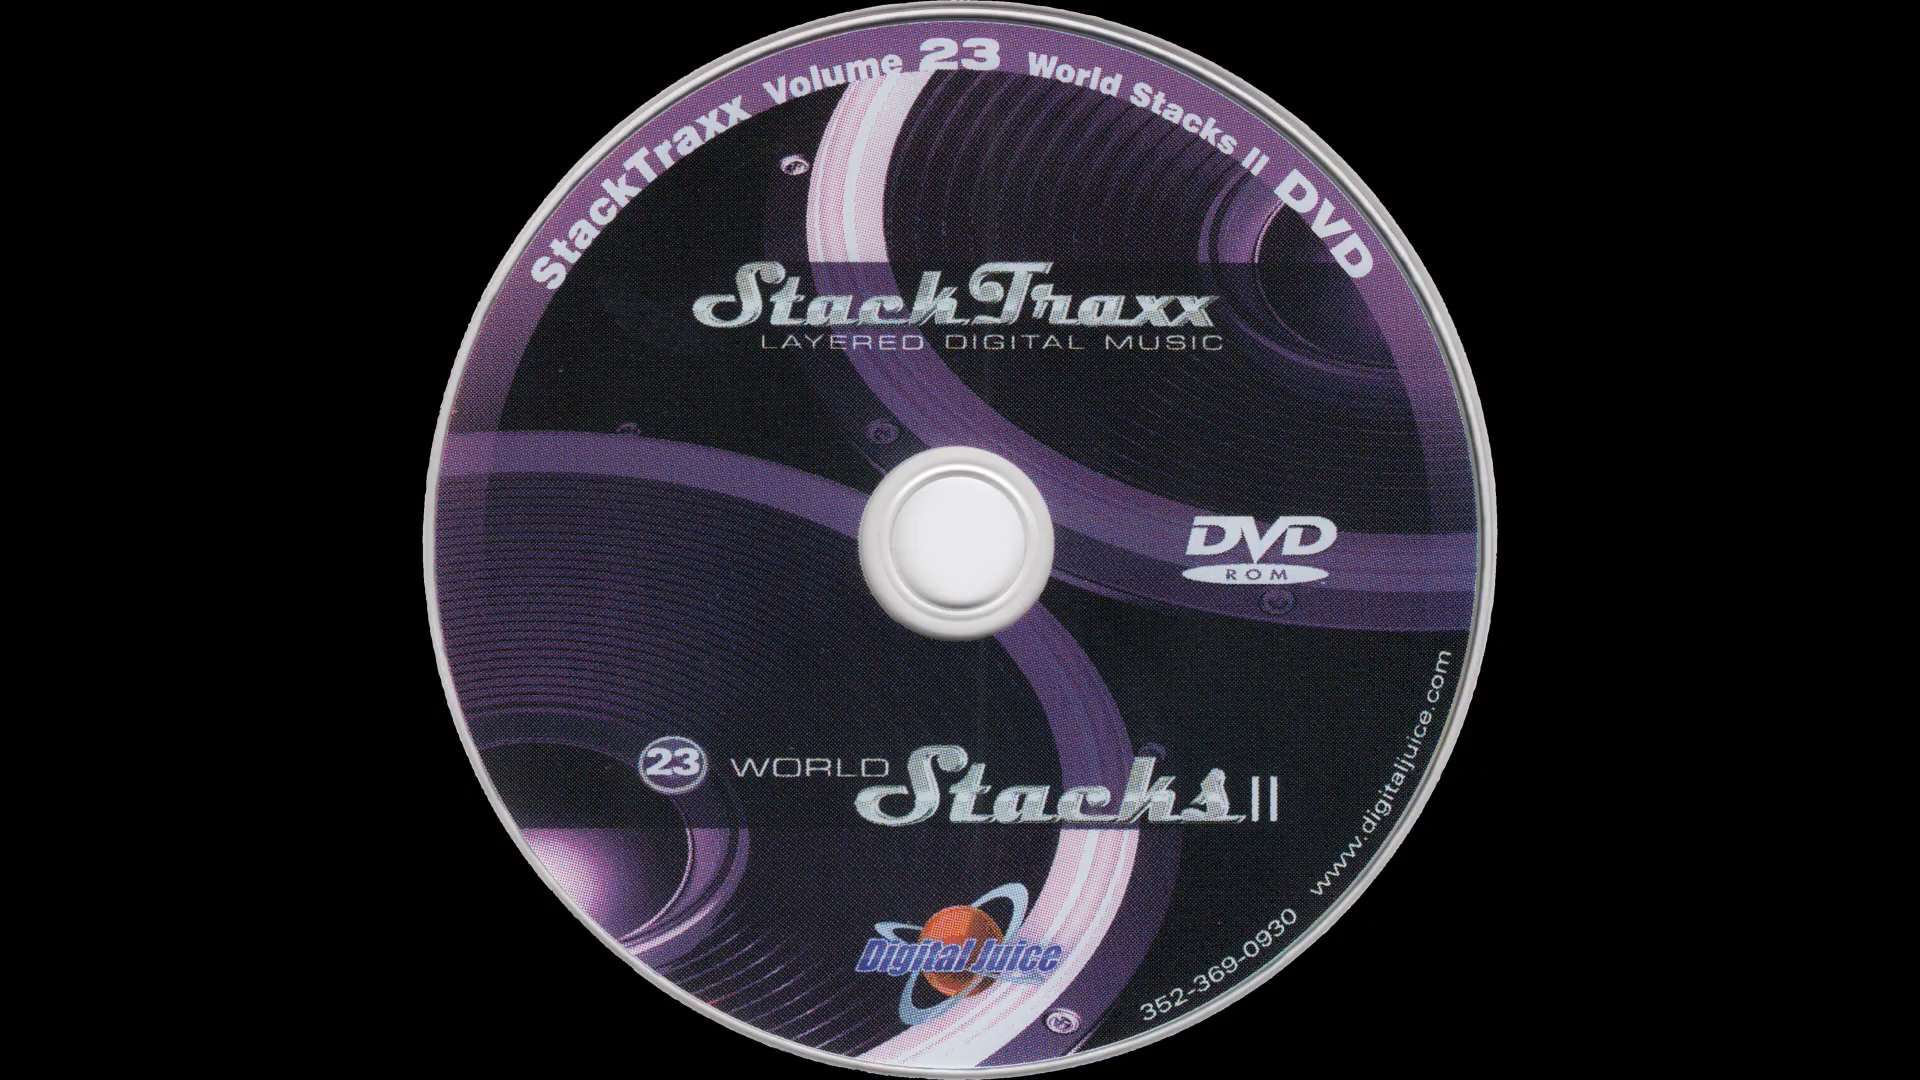 StackTraxx Volume 23 World Stacks II DVD
StackTraxx
LAYERED DIGITAL MUSIC
DVD
ROM
23 WORLD Stacks II
Digital Juice
352-369-0930 www.digitaljuice.com